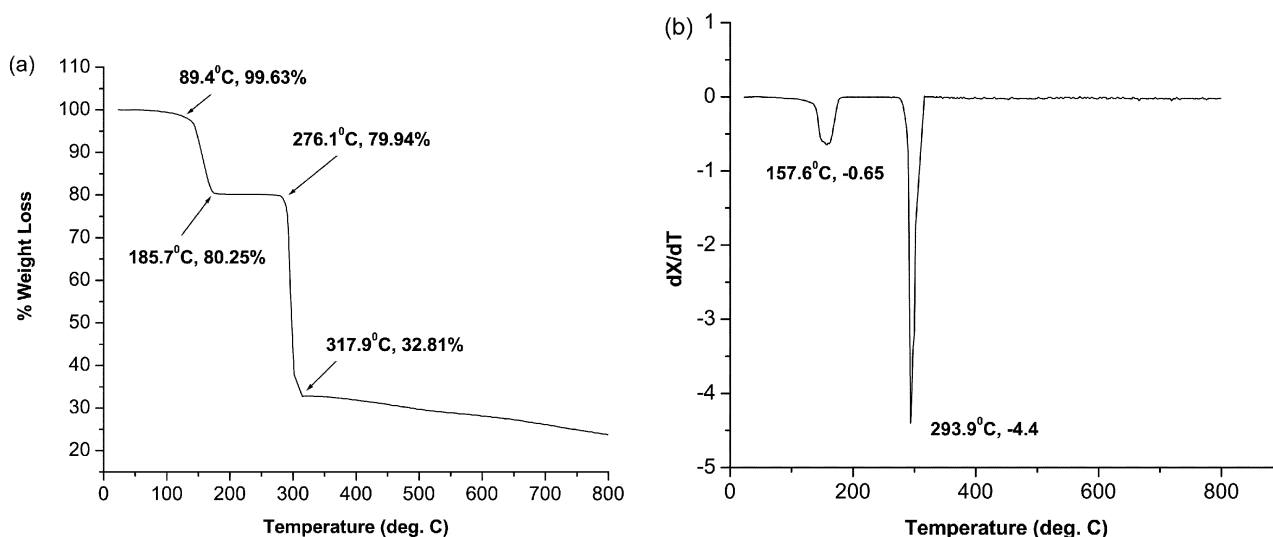 (a)
110
100
90
80
70
60
50
40
30
20
% Weight Loss
89.4⁰C, 99.63%
276.1⁰C, 79.94%
185.7⁰C, 80.25%
317.9⁰C, 32.81%
0 100 200 300 400 500 600 700 800
Temperature (deg. C)
(b)
1
0
-1
-2
-3
-4
-5
dX/dT
157.6⁰C, -0.65
293.9⁰C, -4.4
0 200 400 600 800
Temperature (deg. C)